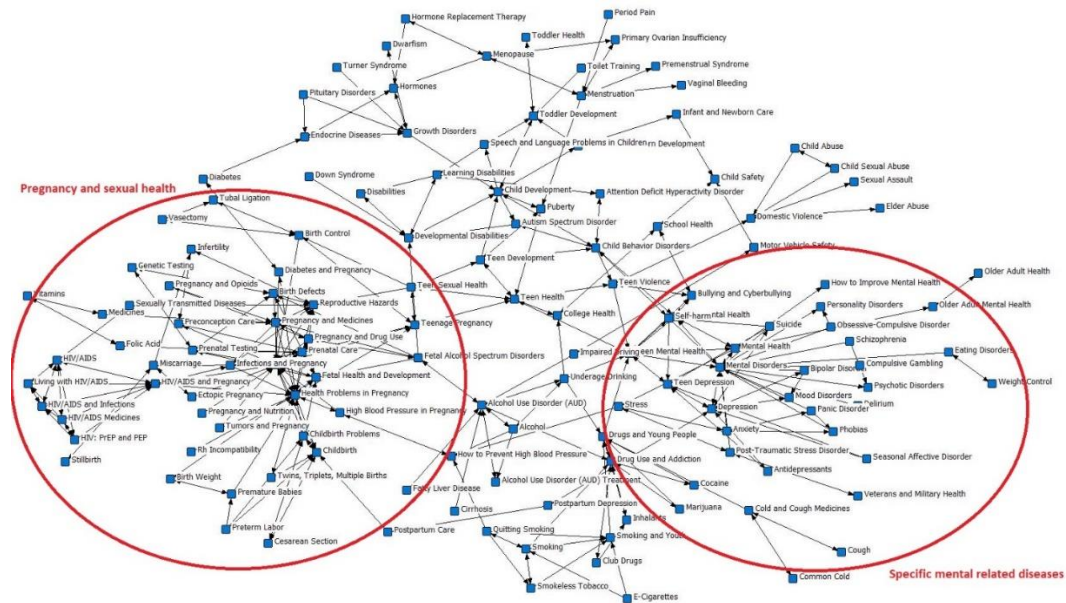 Period Pain
Hormone Replacement Therapy
Toddler Health
Primary Ovarian Insufficiency
Dwarfism
Menopause
Turner Syndrome
Toilet Training
Premenstrual Syndrome
Hormones
Vaginal Bleeding
Pituitary Disorders
Menstruation
Toddler Development
Infant and Newborn Care
Endocrine Diseases
Growth Disorders
Speech and Language Problems in Children
rn Development
Child Abuse
Child Sexual Abuse
Pregnancy and sexual health
Diabetes
Down Syndrome
Learning Disabilities
Child Safety
Sexual Assault
Disabilities
Child Development
Attention Deficit Hyperactivity Disorder
Tubal Ligation
Puberty
Elder Abuse
Vasectomy
Birth Control
Autism Spectrum Disorder
School Health
Domestic Violence
Developmental Disabilities
Infertility
Child Behavior Disorders
Motor Vehicle Safety
Genetic Testing
Diabetes and Pregnancy
Teen Development
Older Adult Health
Pregnancy and Opioids
Birth Defects
Teen Sexual Health
Teen Violence
How to Improve Mental Health
Vitamins
Sexually Transmitted Diseases
Reproductive Hazards
Teen Health
Bullying and Cyberbullying
Personality Disorders
Older Adult Mental Health
Medicines
Preconception Care
Pregnancy and Medicines
Teenage Pregnancy
College Health
Self-harm
ental Health
Suicide
Obsessive-Compulsive Disorder
Folic Acid
Prenatal Testing
Pregnancy and Drug Use
Prenatal Care
Fetal Alcohol Spectrum Disorders
Impaired Driving
een Mental Health
Mental Health
Schizophrenia
Eating Disorders
HIV/AIDS
Miscarriage
Infections and Pregnancy
Mental Disorders
Bipolar Disor
Compulsive Gambling
Living with HIV/AIDS
HIV/AIDS and Pregnancy
Fetal Health and Development
Underage Drinking
Teen Depression
Psychotic Disorders
Weight Control
Ectopic Pregnancy
Health Problems in Pregnancy
HIV/AIDS and Infections
Alcohol Use Disorder (AUD)
Stress
Depression
Mood Disorders
Delirium
HIV/AIDS Medicines
Pregnancy and Nutrition
High Blood Pressure in Pregnancy
Panic Disorder
Tumors and Pregnancy
Alcohol
Anxiety
Phobias
HIV: PrEP and PEP
Childbirth Problems
Drugs and Young People
Rh Incompatibility
Childbirth
How to Prevent High Blood Pressure
Post-Traumatic Stress Disorder
Stillbirth
Drug Use and Addiction
Seasonal Affective Disorder
Birth Weight
Twins, Triplets, Multiple Births
Alcohol Use Disorder (AUD) Treatment
Cocaine
Antidepressants
Premature Babies
Fatty Liver Disease
Veterans and Military Health
Cirrhosis
Postpartum Depression
Marijuana
Cold and Cough Medicines
Preterm Labor
Postpartum Care
Quitting Smoking
Inhalants
Cesarean Section
Smoking
Smoking and You
Cough
Club Drugs
Specific mental related diseases
Smokeless Tobacco
Common Cold
E-Cigarettes